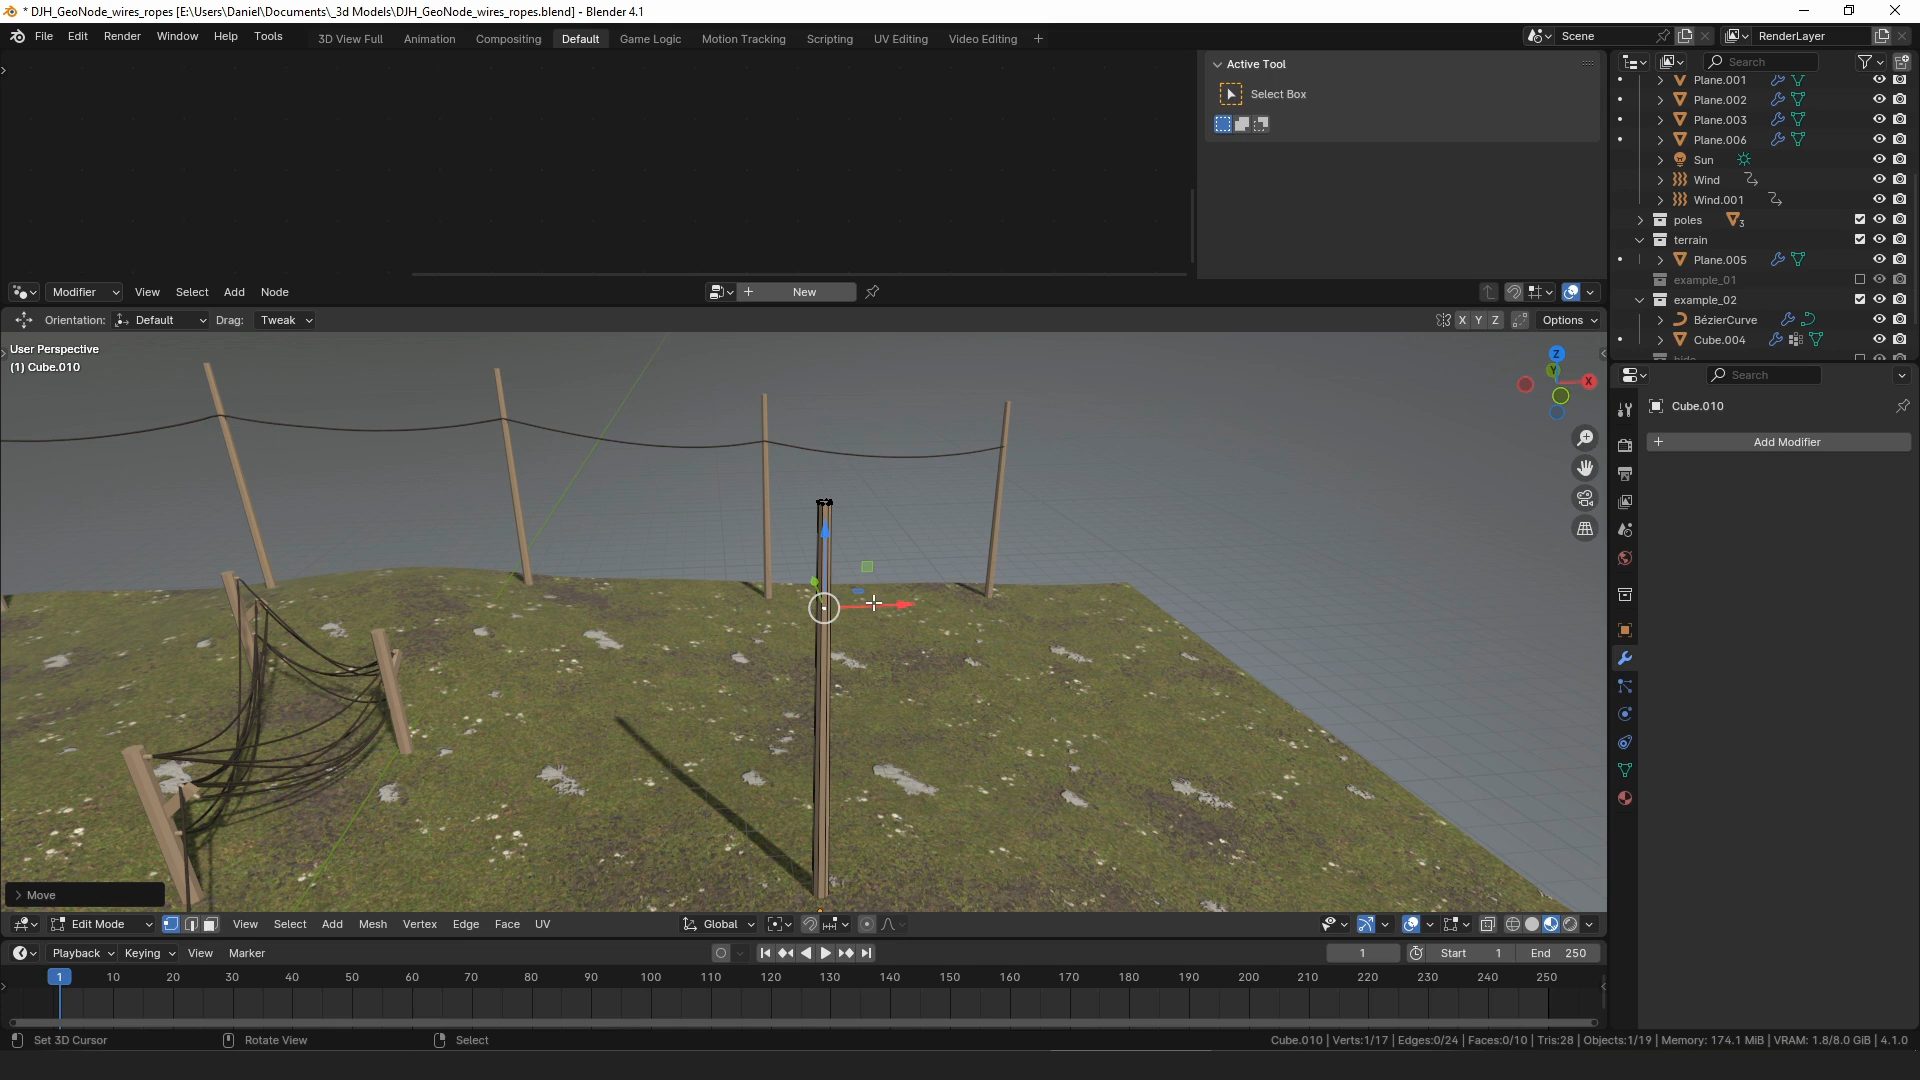 * DJH_GeoNode_wires_ropes [E:\Users\Daniel\Documents\_3d Models\DJH_GeoNode_wires_ropes.blend] - Blender 4.1
File Edit Render Window Help Tools 3D View Full Animation Compositing Default Game Logic Motion Tracking Scripting UV Editing Video Editing + Scene RenderLayer
Active Tool
Select Box
Search
Plane.001
Plane.002
Plane.003
Plane.006
Sun
Wind
Wind.001
poles 3
terrain
Plane.005
example_01
example_02
BézierCurve
Cube.004
Modifier View Select Add Node + New
Orientation: Default Drag: Tweak X Y Z Options
User Perspective
(1) Cube.010
Z
Y
X
Search
Cube.010
+ Add Modifier
Move
Edit Mode View Select Add Mesh Vertex Edge Face UV Global
Playback Keying View Marker 1 Start 1 End 250
1 10 20 30 40 50 60 70 80 90 100 110 120 130 140 150 160 170 180 190 200 210 220 230 240 250
Set 3D Cursor Rotate View Select Cube.010 | Verts:1/17 | Edges:0/24 | Faces:0/10 | Tris:28 | Objects:1/19 | Memory: 174.1 MiB | VRAM: 1.8/8.0 GiB | 4.1.0